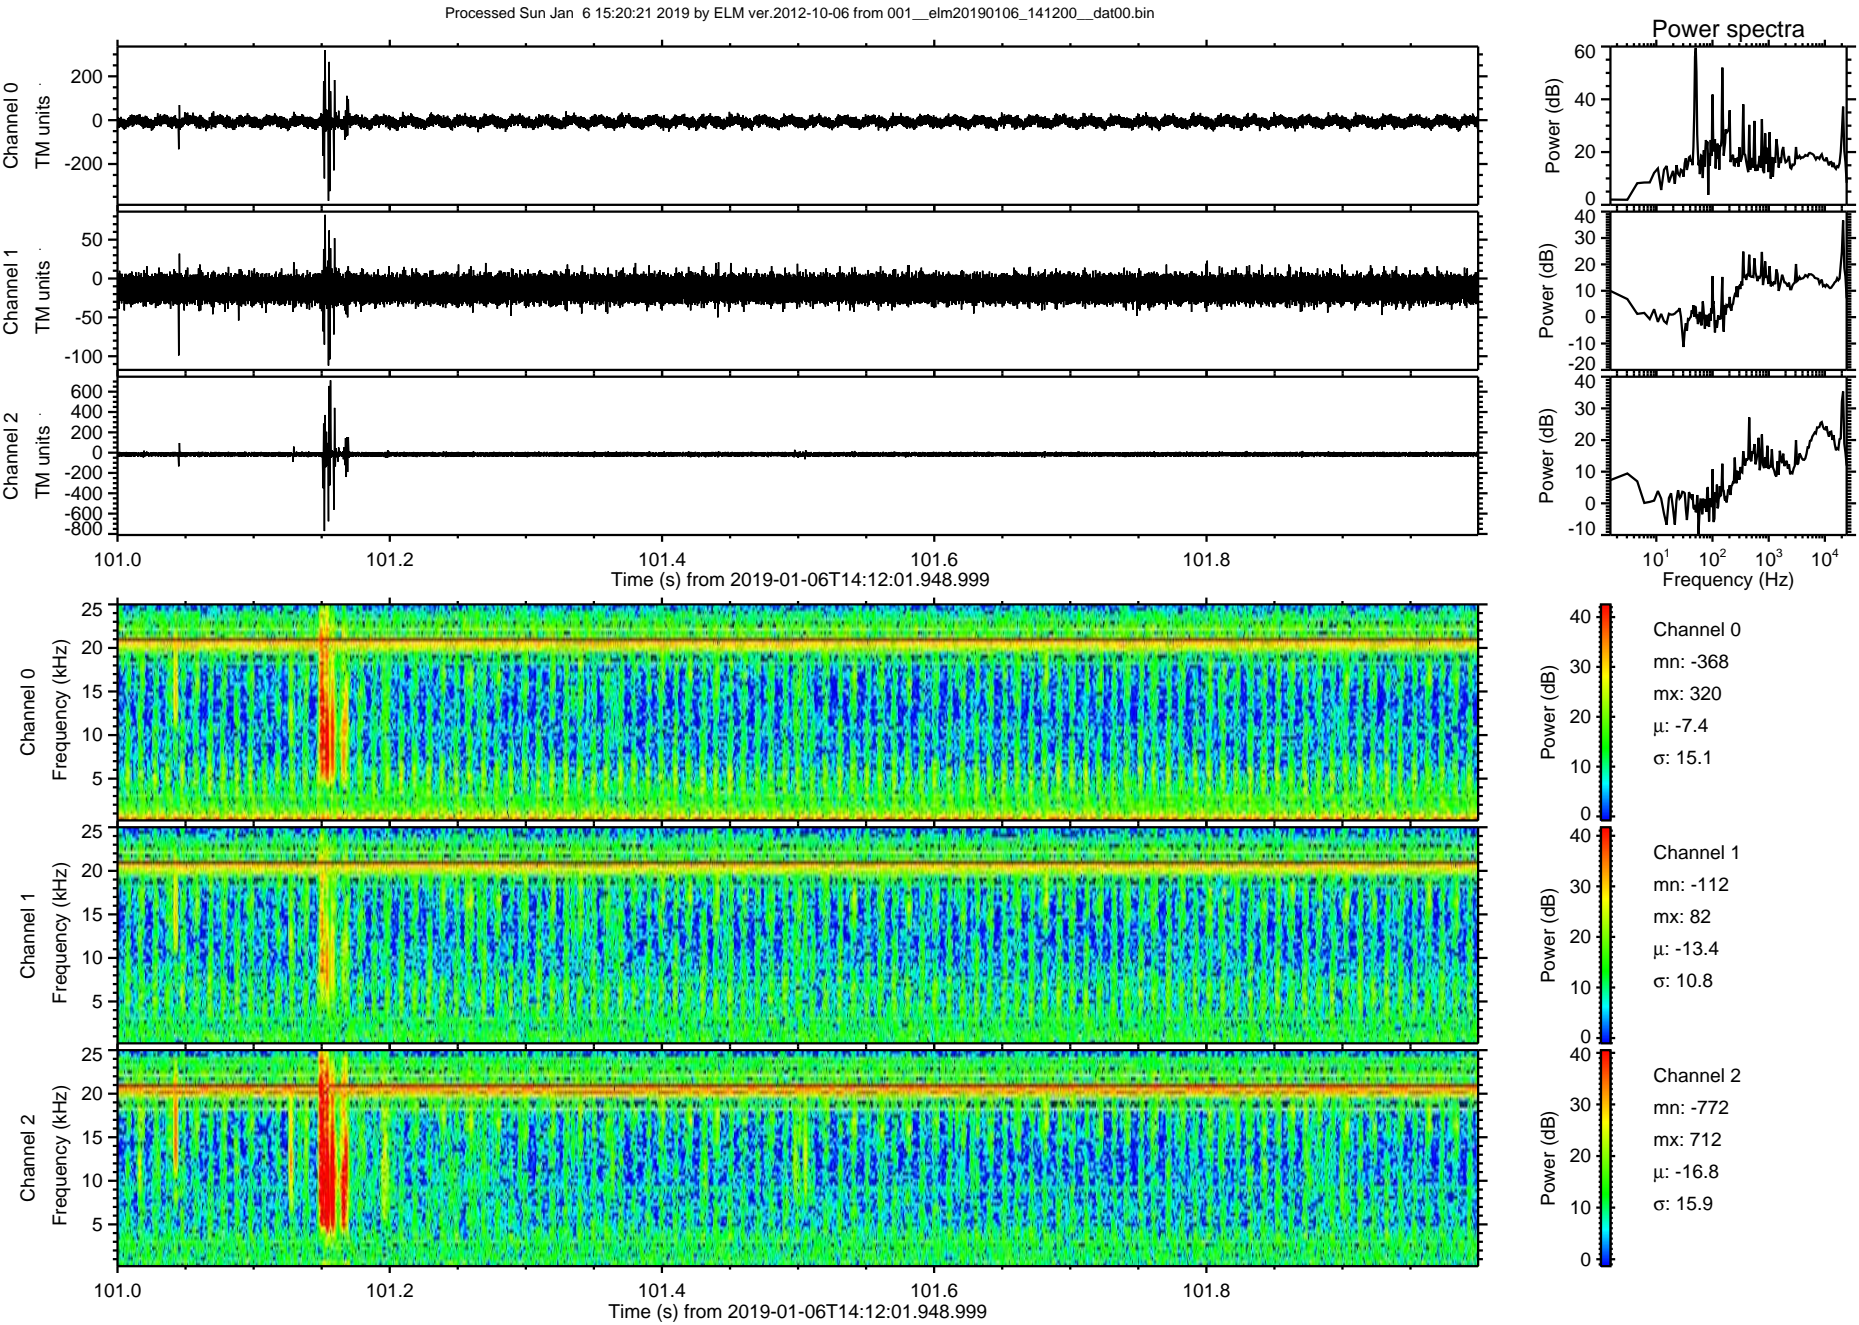 Processed Sun Jan  6 15:20:21 2019 by ELM ver.2012-10-06 from 001__elm20190106_141200__dat00.bin
Power spectra
Channel 0
TM units
200
0
-200
Power (dB)
60
40
20
0
Channel 1
TM units
50
0
-50
-100
Power (dB)
40
30
20
10
0
-10
-20
Channel 2
TM units
600
400
200
0
-200
-400
-600
-800
Power (dB)
40
30
20
10
0
-10
101.0 101.2 101.4 101.6 101.8
Time (s) from 2019-01-06T14:12:01.948.999
10^1 10^2 10^3 10^4
Frequency (Hz)
Channel 0
Frequency (kHz)
25
20
15
10
5
Power (dB)
40
30
20
10
0
Channel 0
mn: -368
mx: 320
µ: -7.4
σ: 15.1
Channel 1
Frequency (kHz)
25
20
15
10
5
Power (dB)
40
30
20
10
0
Channel 1
mn: -112
mx: 82
µ: -13.4
σ: 10.8
Channel 2
Frequency (kHz)
25
20
15
10
5
Power (dB)
40
30
20
10
0
Channel 2
mn: -772
mx: 712
µ: -16.8
σ: 15.9
101.0 101.2 101.4 101.6 101.8
Time (s) from 2019-01-06T14:12:01.948.999